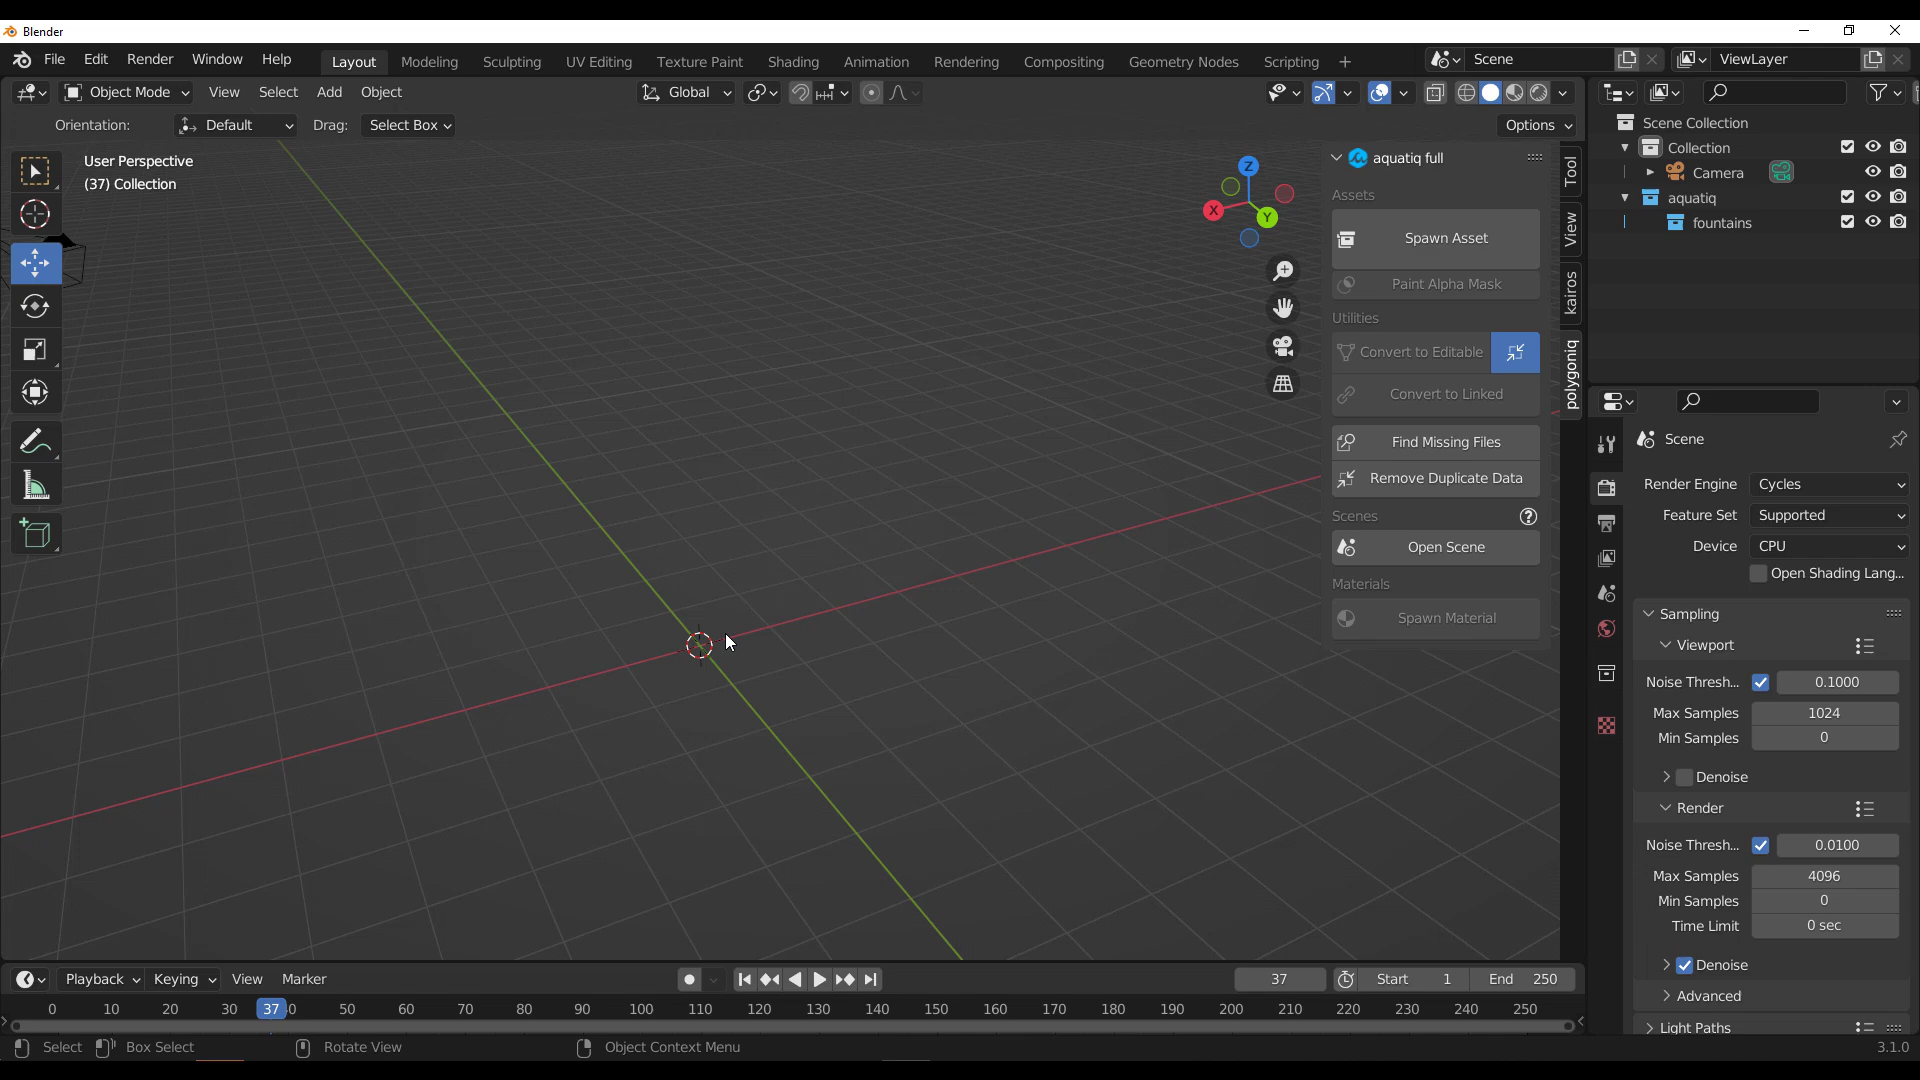 Blender
File Edit Render Window Help
Layout Modeling Sculpting UV Editing Texture Paint Shading Animation Rendering Compositing Geometry Nodes Scripting +
Scene
ViewLayer
Object Mode View Select Add Object
Global
Orientation: Default Drag: Select Box
Options
User Perspective
(37) Collection
Z
X
Y
aquatiq full
Assets
Spawn Asset
Paint Alpha Mask
Utilities
Convert to Editable
Convert to Linked
Find Missing Files
Remove Duplicate Data
Scenes
Open Scene
Materials
Spawn Material
Tool
View
kairos
polygoniq
Scene Collection
Collection
Camera
aquatiq
fountains
Scene
Render Engine Cycles
Feature Set Supported
Device CPU
Open Shading Lang...
Sampling
Viewport
Noise Thresh... 0.1000
Max Samples 1024
Min Samples 0
Denoise
Render
Noise Thresh... 0.0100
Max Samples 4096
Min Samples 0
Time Limit 0 sec
Denoise
Advanced
Light Paths
Playback Keying View Marker
37 Start 1 End 250
0 10 20 30 37 0 50 60 70 80 90 100 110 120 130 140 150 160 170 180 190 200 210 220 230 240 250
Select Box Select Rotate View Object Context Menu
3.1.0